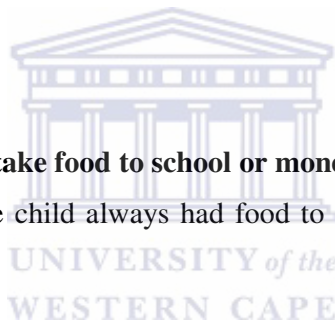 take food to school or mone
e child always had food to
UNIVERSITY of the
WESTERN CAPE